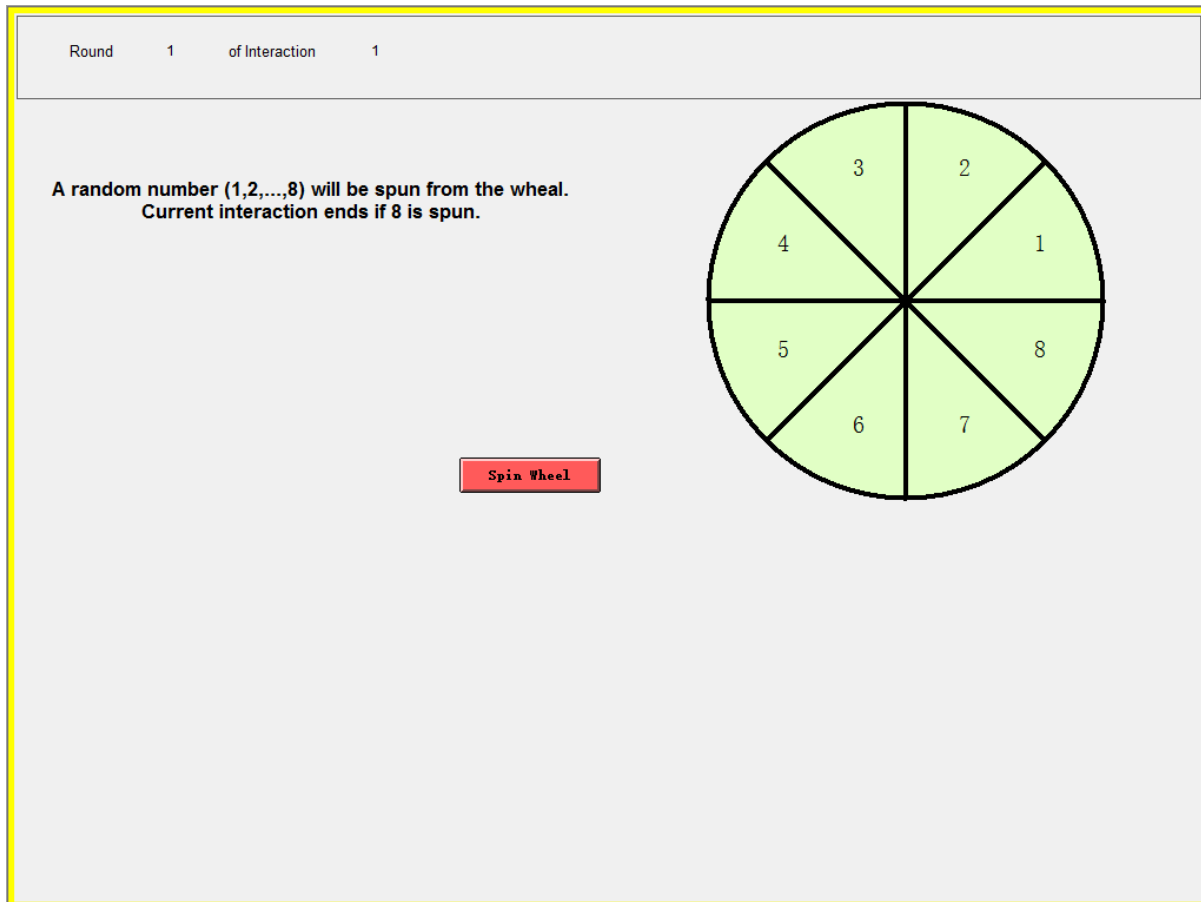 Round 1 of Interaction 1
A random number (1,2,...,8) will be spun from the wheal.
Current interaction ends if 8 is spun.
3 2
4 1
5 8
6 7
Spin Wheel